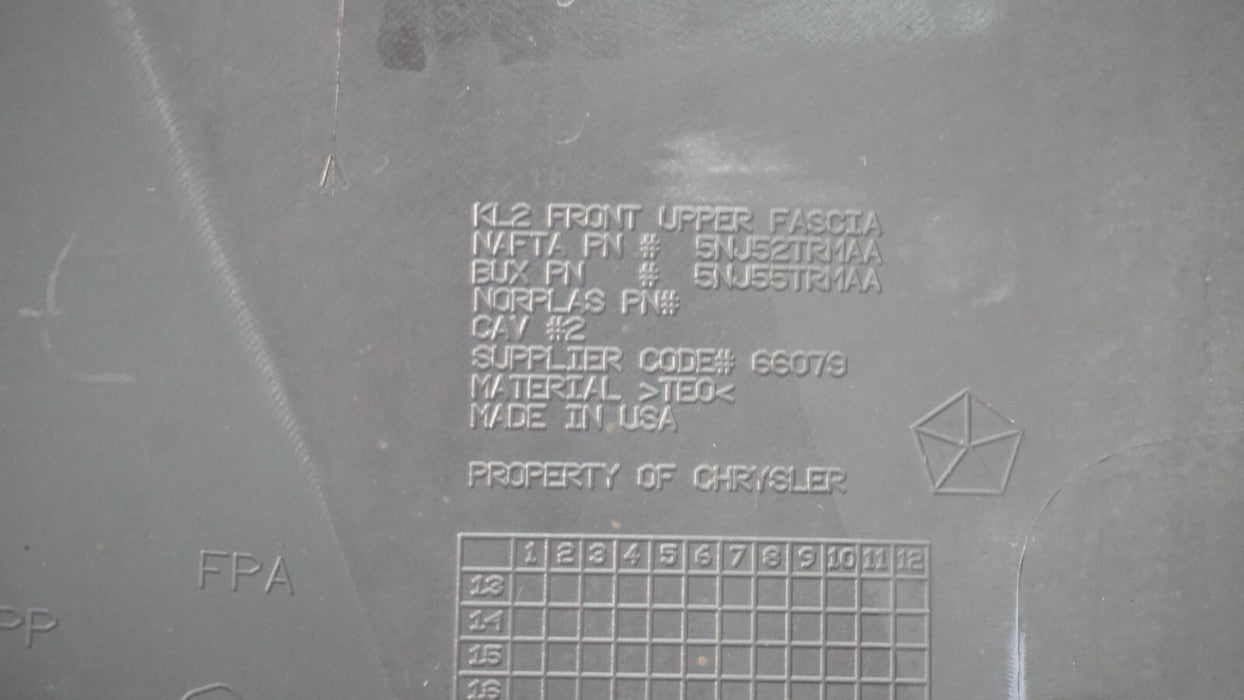 KL2 FRONT UPPER FASCIA
NAFTA PN # 5NJ52TRMAA
BUX PN # 5NJ55TRMAA
NORPLAS PN#
CAV #2
SUPPLIER CODE# 66079
MATERIAL >TEO<
MADE IN USA
PROPERTY OF CHRYSLER
1 2 3 4 5 6 7 8 9 10 11 12
13
14
15
16
FPA
PP